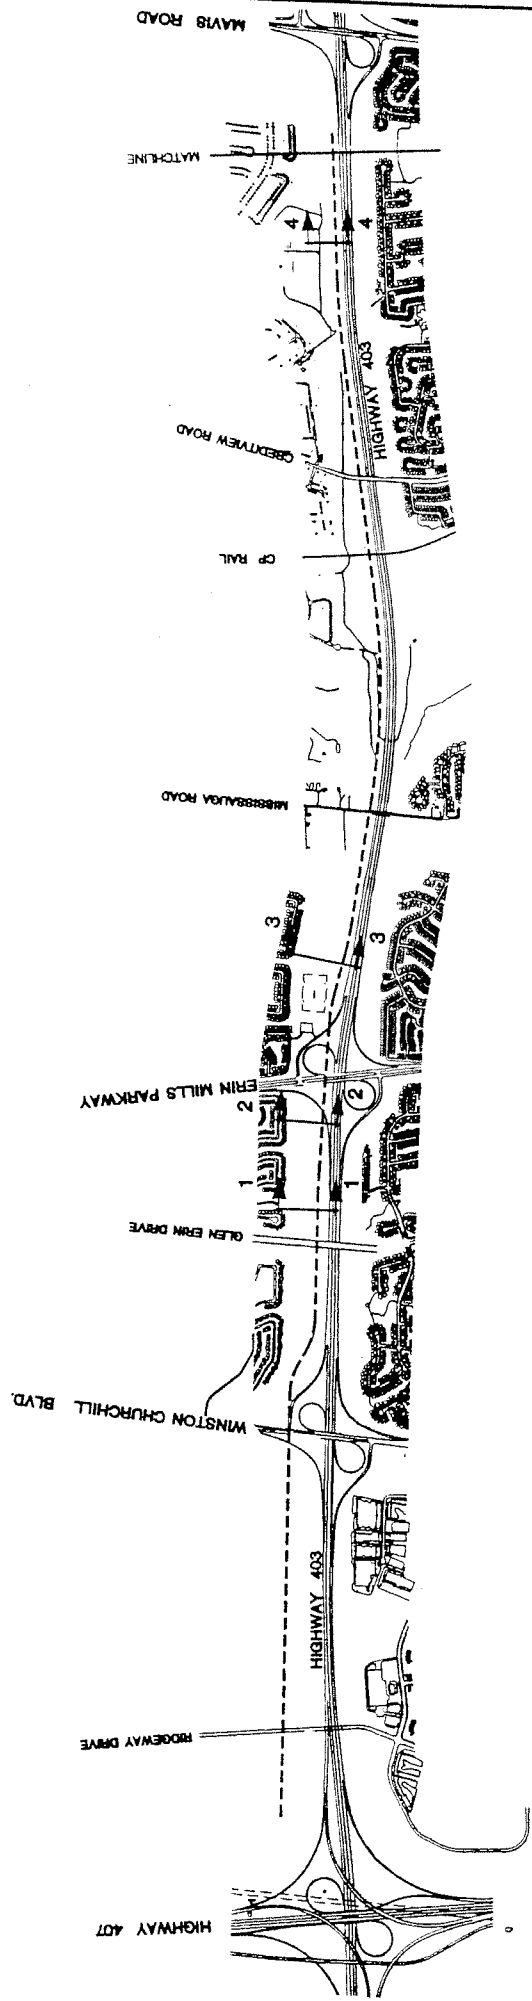 MAVIS ROAD
MATCHLINE
4
4
HIGHWAY 403
CREDITVIEW ROAD
CP RAIL
MISSISSAUGA ROAD
3
3
ERIN MILLS PARKWAY
2
2
1
1
GLEN ERIN DRIVE
WINSTON CHURCHILL BLVD.
HIGHWAY 403
RIDGEWAY DRIVE
HIGHWAY 407